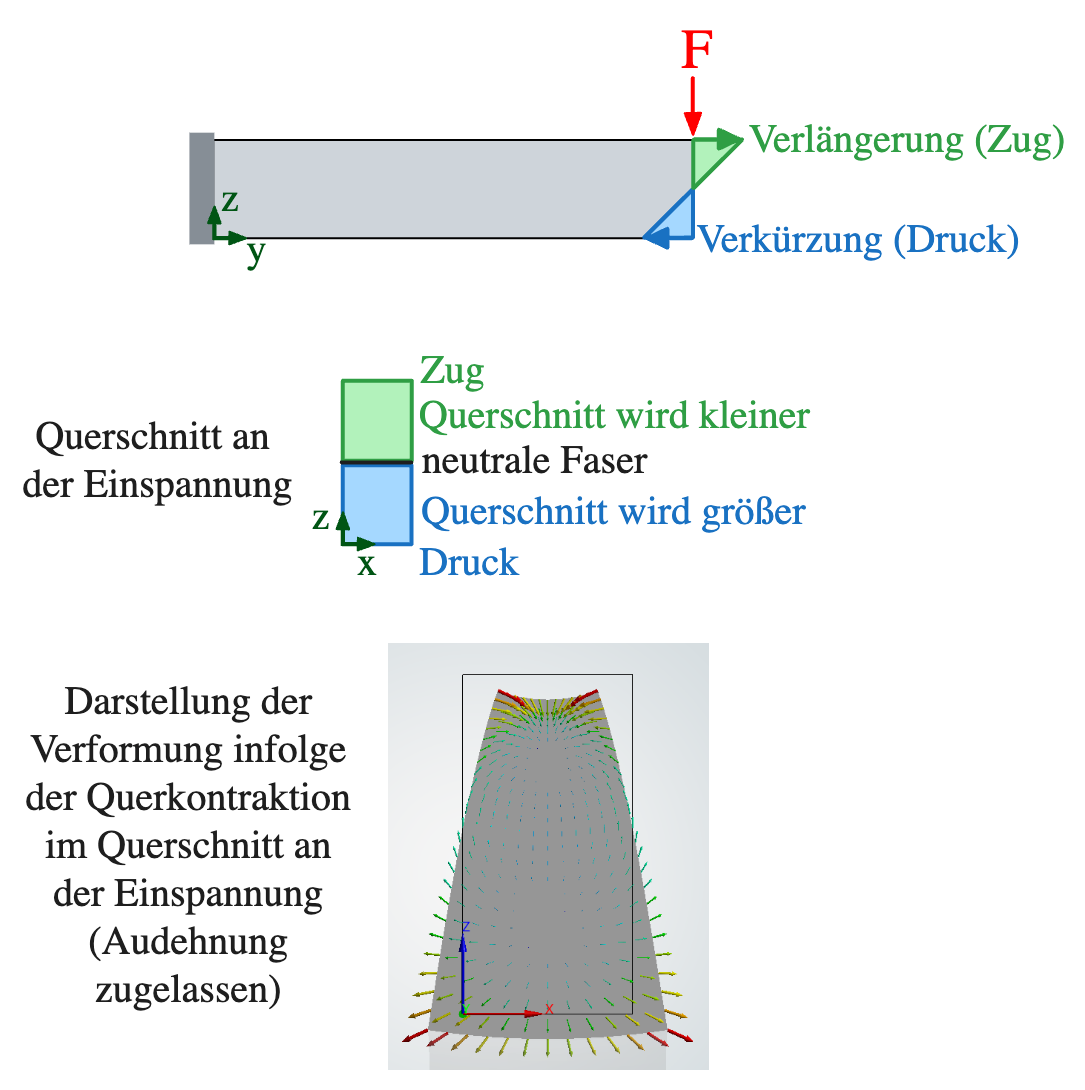 F
Verlängerung (Zug)
z
y
Verkürzung (Druck)
Zug
Querschnitt wird kleiner
Querschnitt an
der Einspannung
neutrale Faser
z
Querschnitt wird größer
x
Druck
Darstellung der
Verformung infolge
der Querkontraktion
im Querschnitt an
der Einspannung
(Audehnung
zugelassen)
Z
X